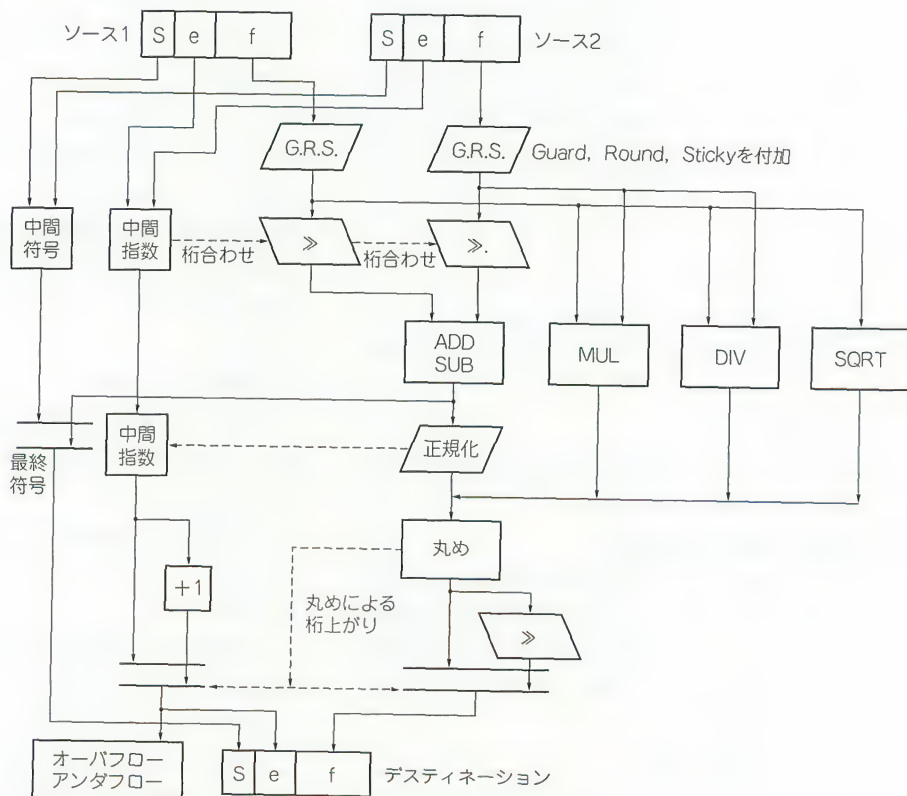 ソース1
S e f
S e f
ソース2
G.R.S.
G.R.S.
Guard, Round, Stickyを付加
中間
符号
中間
指数
桁合わせ
≫
桁合わせ
≫.
ADD
SUB
MUL
DIV
SQRT
最終
符号
中間
指数
正規化
丸め
+1
丸めによる
桁上がり
≫
オーバフロー
アンダフロー
S e f
デスティネーション